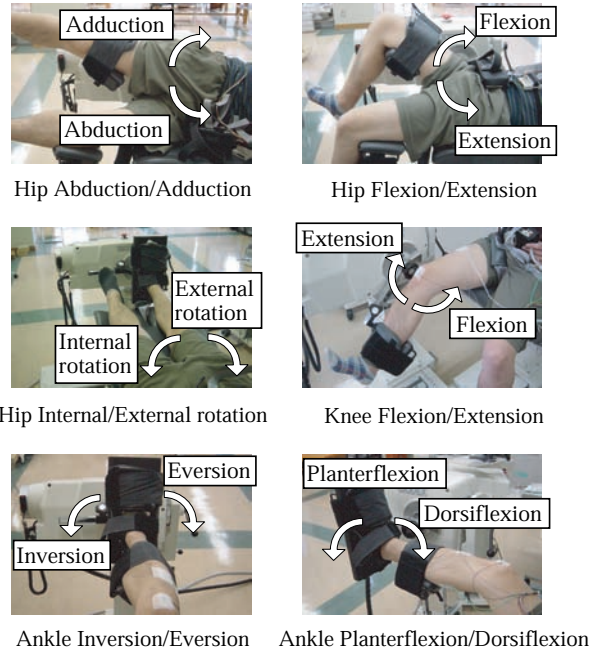 Adduction
Abduction
Hip Abduction/Adduction
Flexion
Extension
Hip Flexion/Extension
External
rotation
Internal
rotation
Hip Internal/External rotation
Extension
Flexion
Knee Flexion/Extension
Eversion
Inversion
Ankle Inversion/Eversion
Planterflexion
Dorsiflexion
Ankle Planterflexion/Dorsiflexion